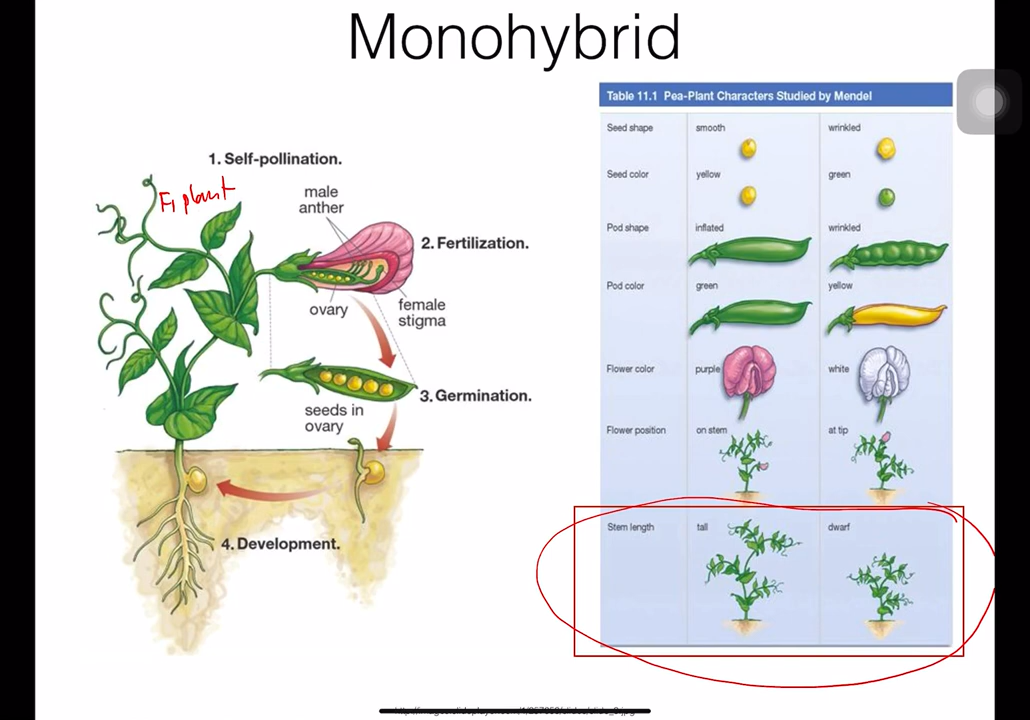 Monohybrid
1. Self-pollination.
F1 plant
male
anther
2. Fertilization.
ovary
female
stigma
3. Germination.
seeds in
ovary
4. Development.
Table 11.1 Pea-Plant Characters Studied by Mendel
Seed shape smooth wrinkled
Seed color yellow green
Pod shape inflated wrinkled
Pod color green yellow
Flower color purple white
Flower position on stem at tip
Stem length tall dwarf